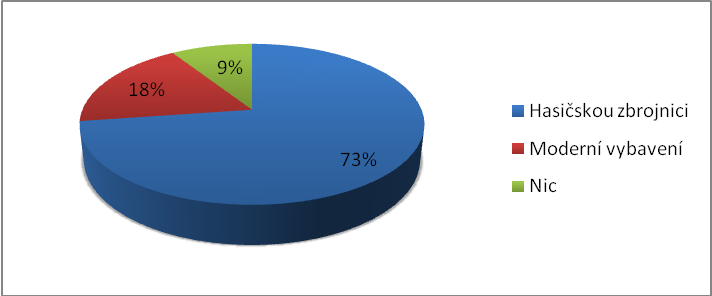 9%
18%
73%
Hasičskou zbrojnici
Moderní vybavení
Nic